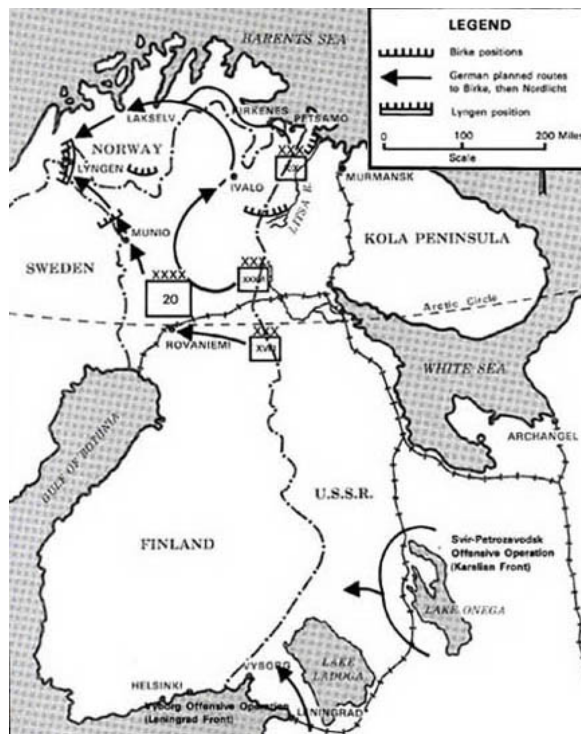 LEGEND
Birke positions
German planned routes
to Birke, then Nordlicht
Lyngen position
0 100 200 Miles
Scale
BARENTS SEA
LAKSELV
KIRKENES
PETSAMO
NORWAY
XXX
XIX
LYNGEN
IVALO
MURMANSK
LITSA R.
KOLA PENINSULA
MUNIO
SWEDEN
XXXX
20
XXX
XXXVI
Arctic Circle
ROVANIEMI
XXX
XVIII
WHITE SEA
ARCHANGEL
GULF OF BOTHNIA
U.S.S.R.
FINLAND
Svir-Petrozavodsk
Offensive Operation
(Karelian Front)
LAKE ONEGA
VYBORG
LAKE
LADOGA
HELSINKI
Vyborg Offensive Operation
(Leningrad Front)
LENINGRAD